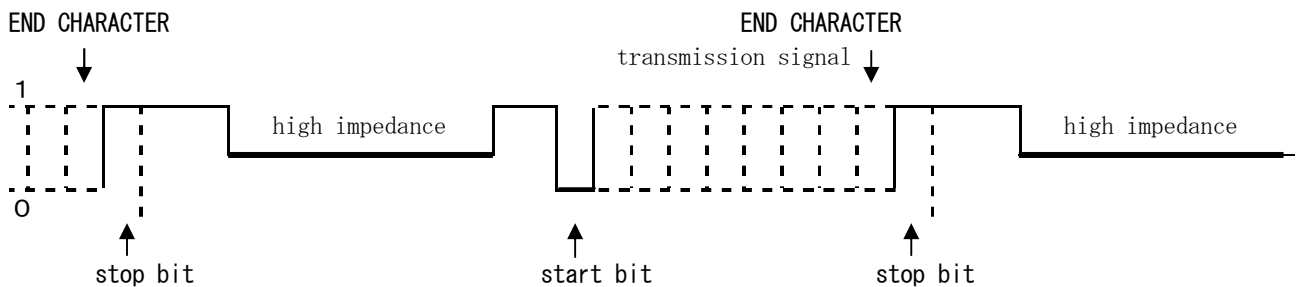 END CHARACTER END CHARACTER
transmission signal
1
high impedance high impedance
0
stop bit start bit stop bit